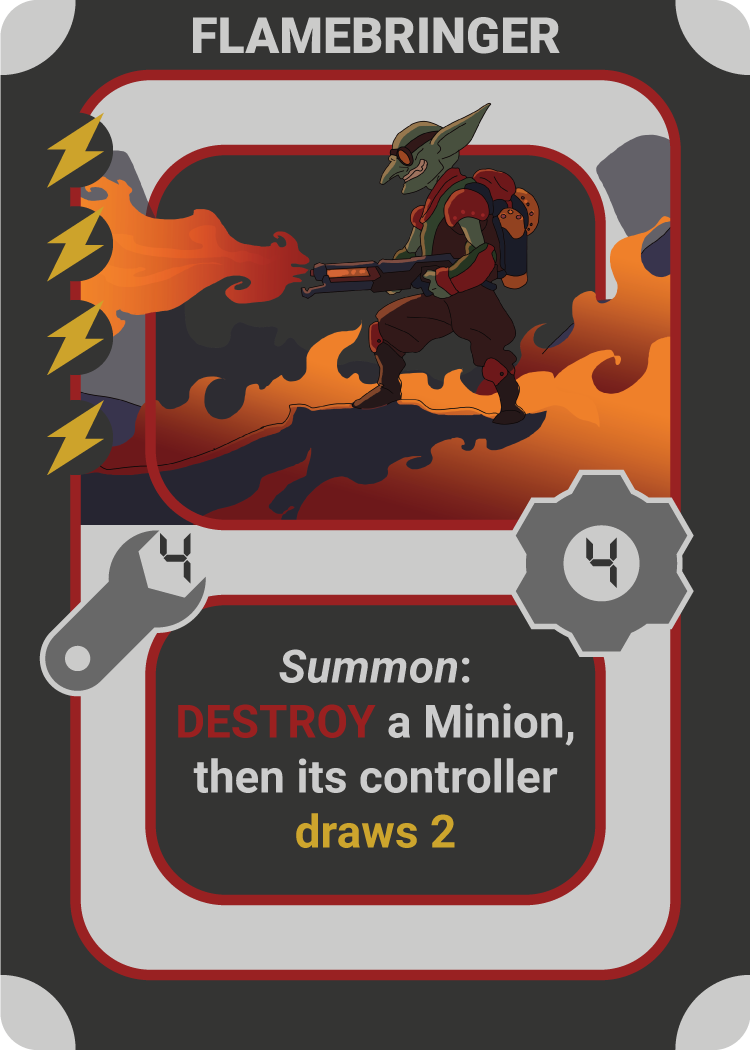 FLAMEBRINGER
4
4
Summon:
DESTROY a Minion,
then its controller
draws 2